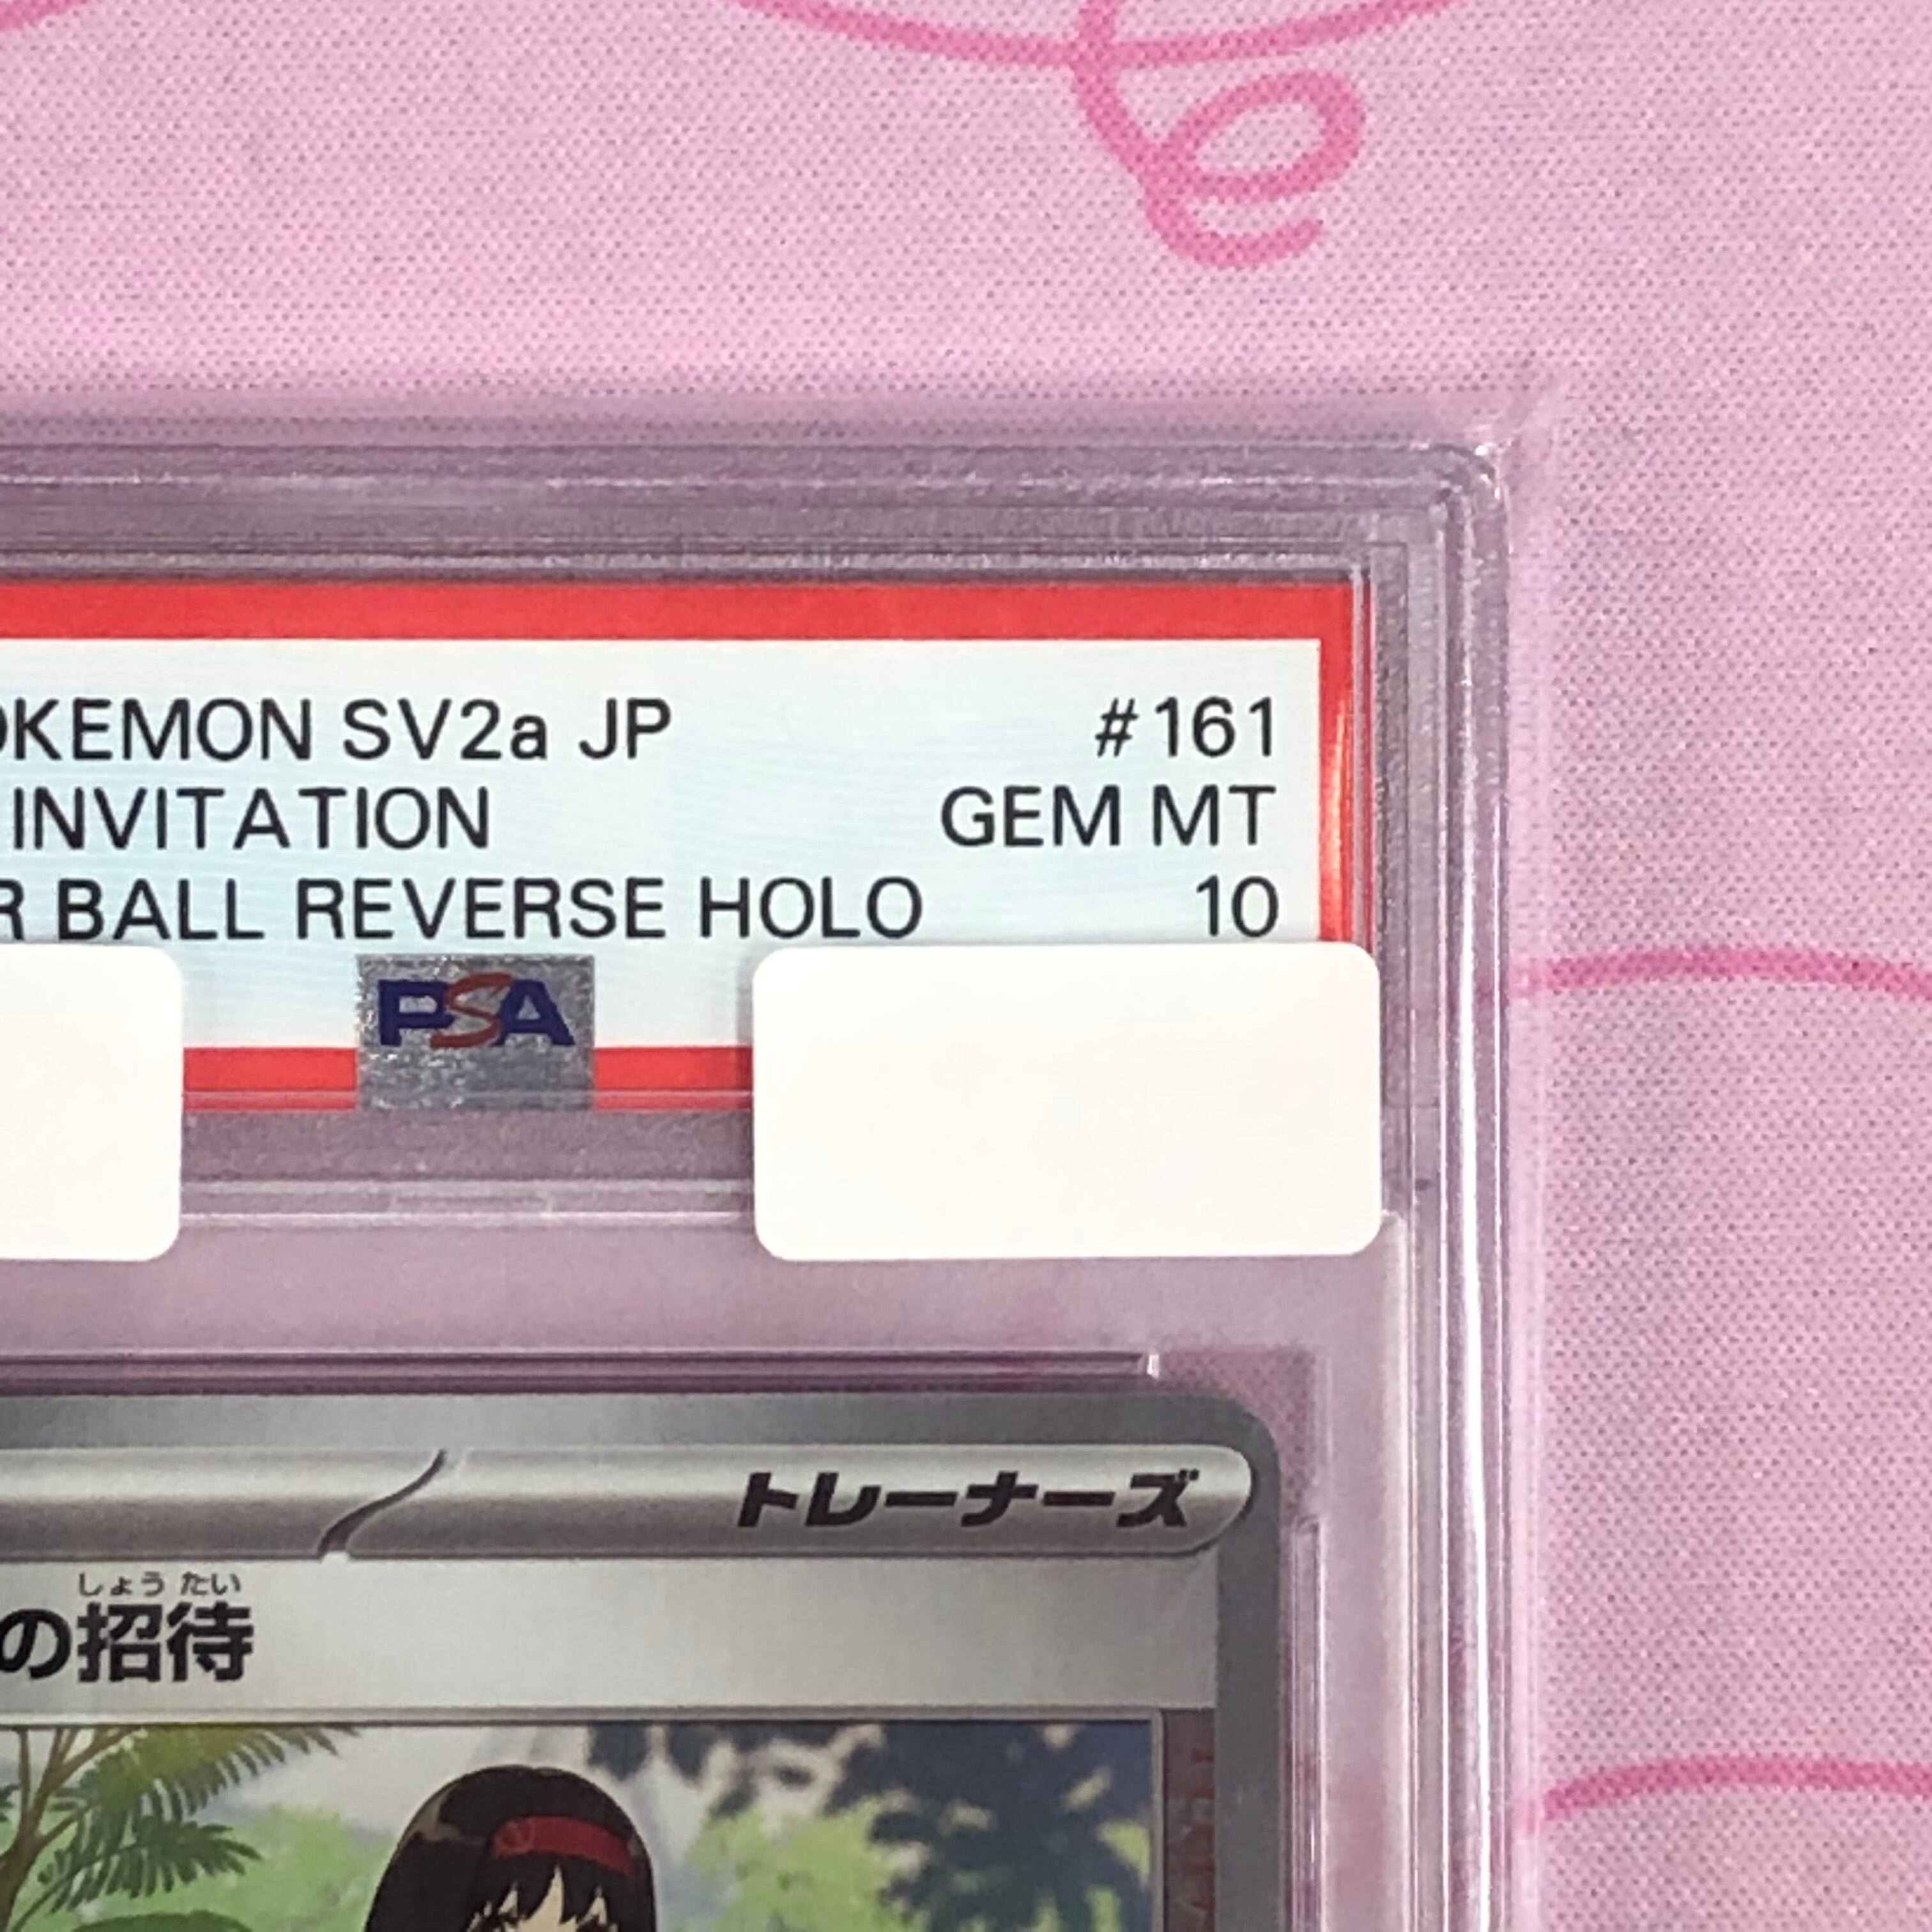 OKEMON SV2a JP #161
INVITATION GEM MT
R BALL REVERSE HOLO 10
PSA
トレーナーズ
しょう たい
の招待